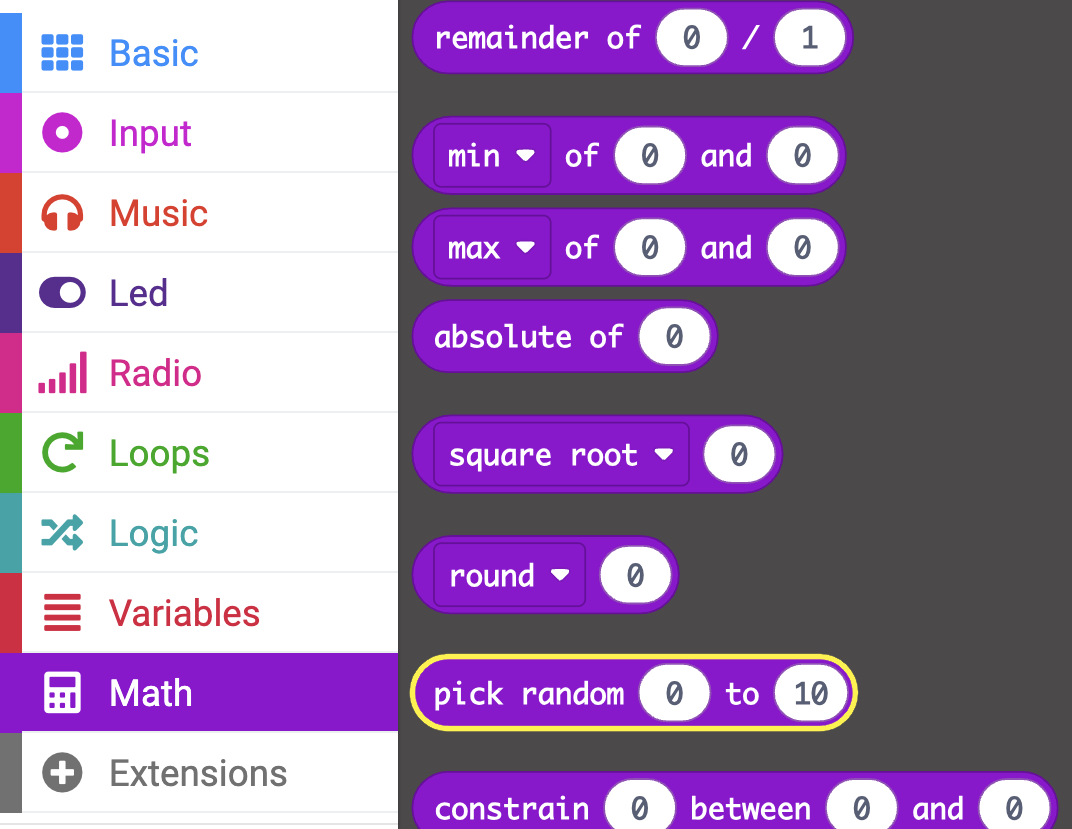 Basic
Input
Music
Led
Radio
Loops
Logic
Variables
Math
Extensions
remainder of 0 / 1
min of 0 and 0
max of 0 and 0
absolute of 0
square root 0
round 0
pick random 0 to 10
constrain 0 between 0 and 0